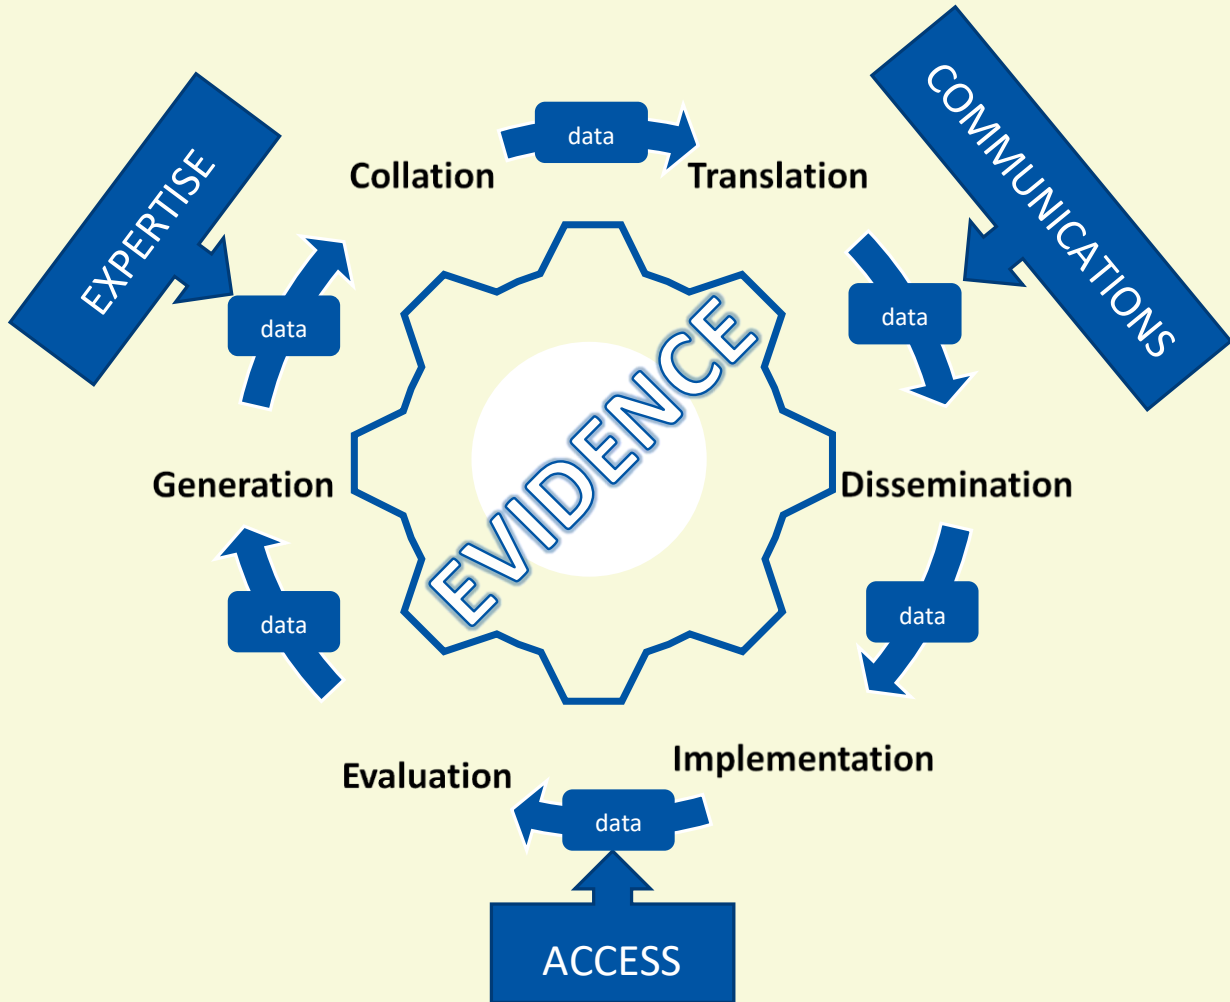 COMMUNICATIONS
EXPERTISE
data
Collation
Translation
data
data
EVIDENCE
Generation
Dissemination
data
data
Implementation
Evaluation
data
ACCESS